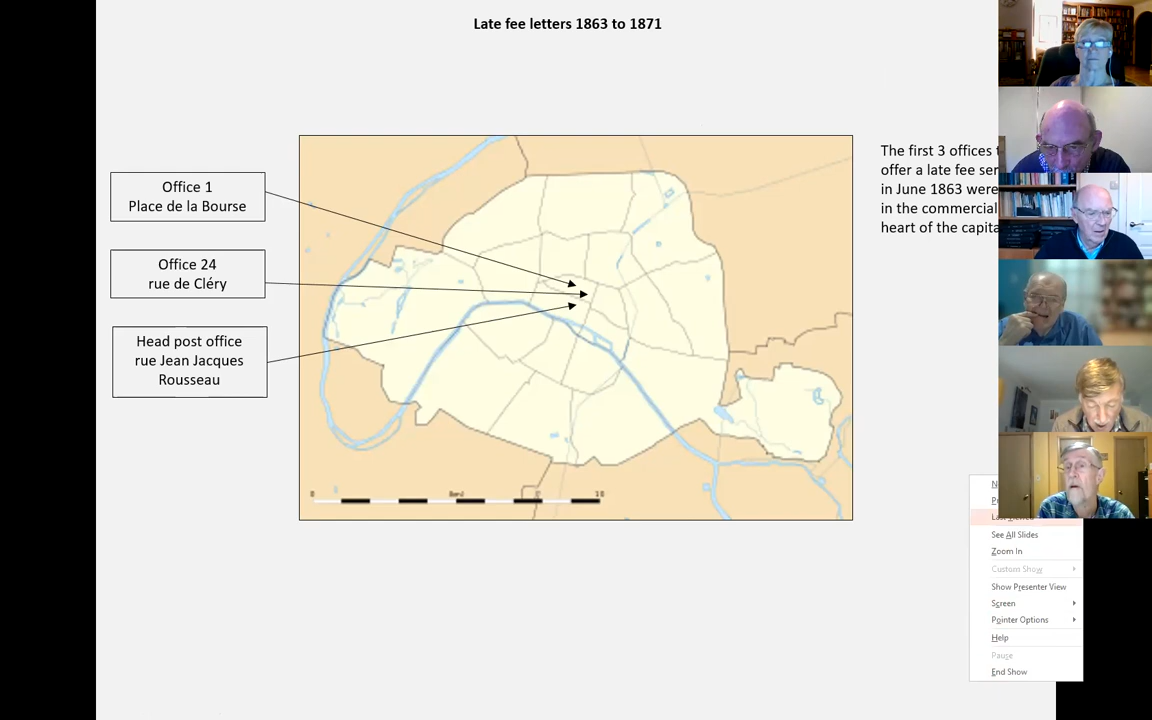 Late fee letters 1863 to 1871
Office 1
Place de la Bourse
Office 24
rue de Cléry
Head post office
rue Jean Jacques
Rousseau
The first 3 offices
offer a late fee
in June 1863 were
in the commercial
heart of the
0
10
See All Slides
Zoom In
Custom Show
Show Presenter View
Screen
Pointer Options
Help
Pause
End Show